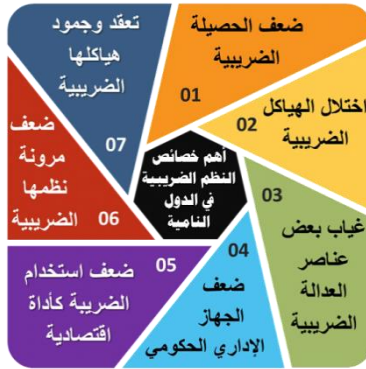 أهم خصائص
النظم الضريبية
في الدول
النامية
ضعف الحصيلة
الضريبية
01
اختلال الهياكل
الضريبية
02
03
غياب بعض
عناصر
العدالة
الضريبية
04
ضعف
الجهاز
الإداري الحكومي
05
ضعف استخدام
الضريبة كأداة
اقتصادية
ضعف
مرونة
نظمها
الضريبية
06
تعقد وجمود
هياكلها
الضريبية
07